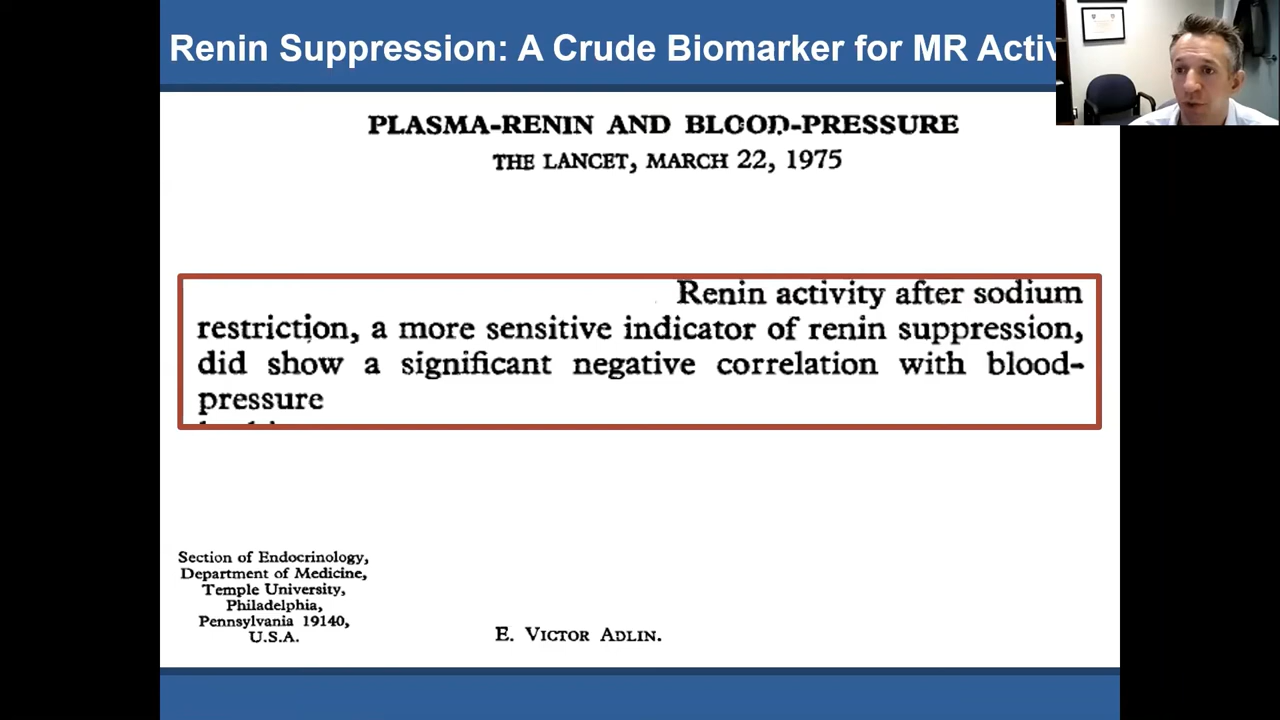 Renin Suppression: A Crude Biomarker for MR Activ
PLASMA-RENIN AND BLOOD-PRESSURE
THE LANCET, MARCH 22, 1975
Renin activity after sodium
restriction, a more sensitive indicator of renin suppression,
did show a significant negative correlation with blood-
pressure
Section of Endocrinology,
Department of Medicine,
Temple University,
Philadelphia,
Pennsylvania 19140,
U.S.A.
E. VICTOR ADLIN.